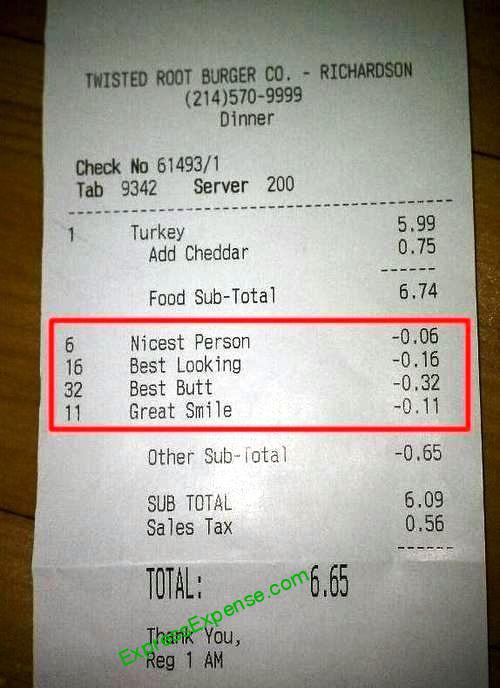 TWISTED ROOT BURGER CO. - RICHARDSON
(214)570-9999
Dinner
Check No 61493/1
Tab 9342 Server 200
1 Turkey 5.99
Add Cheddar 0.75
Food Sub-Total 6.74
6 Nicest Person -0.06
16 Best Looking -0.16
32 Best Butt -0.32
11 Great Smile -0.11
Other Sub-Total -0.65
SUB TOTAL 6.09
Sales Tax 0.56
TOTAL: 6.65
ExpressExpense.com
Thank You,
Reg 1 AM